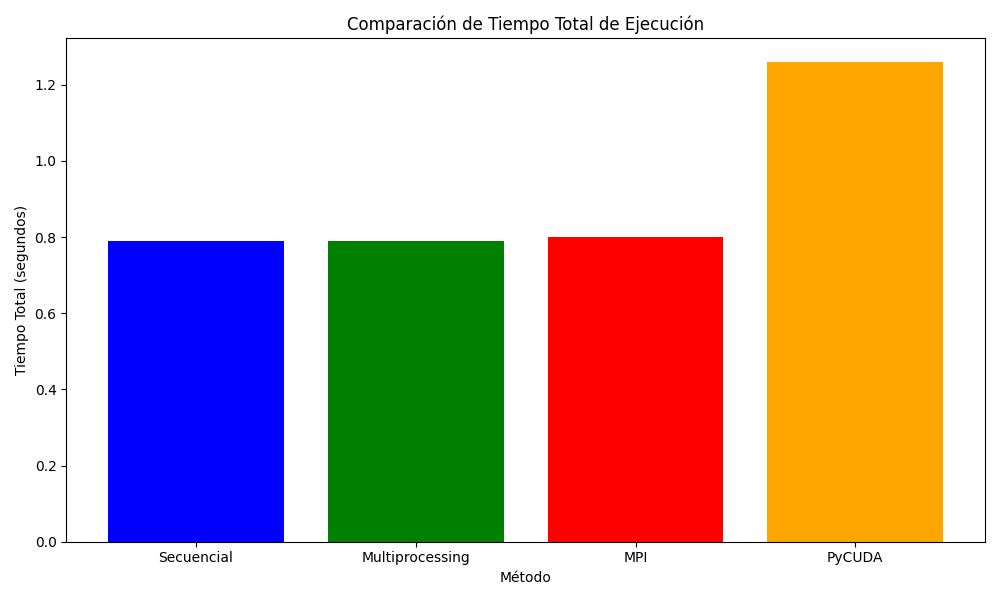 Comparación de Tiempo Total de Ejecución
Tiempo Total (segundos)
1.2
1.0
0.8
0.6
0.4
0.2
0.0
Secuencial
Multiprocessing
MPI
PyCUDA
Método